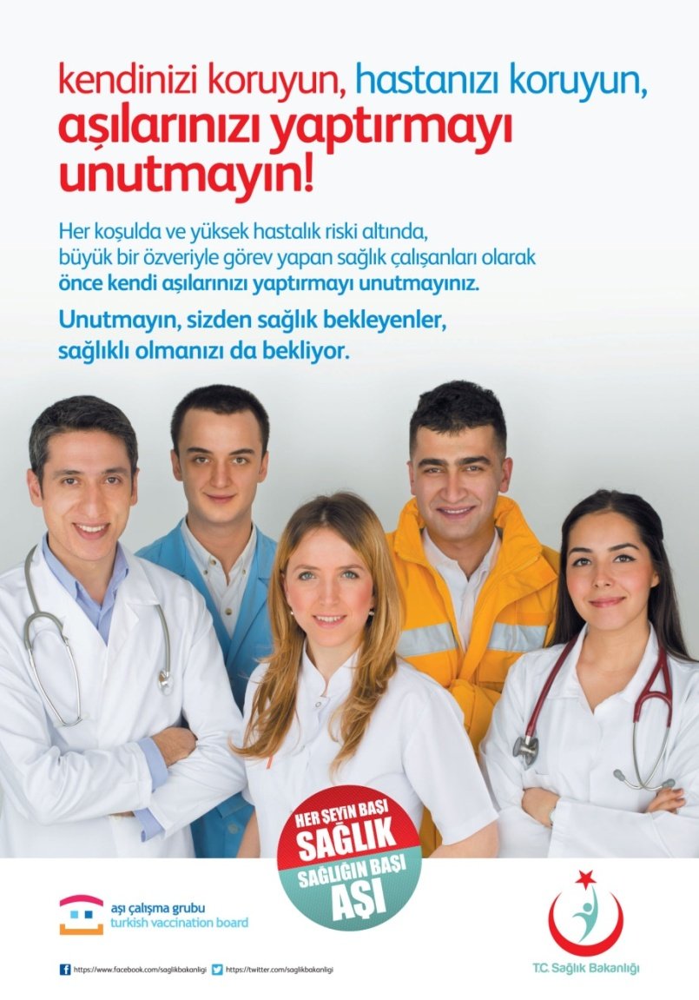 kendinizi koruyun, hastanızı koruyun,
aşılarınızı yaptırmayı
unutmayın!
Her koşulda ve yüksek hastalık riski altında,
büyük bir özveriyle görev yapan sağlık çalışanları olarak
önce kendi aşılarınızı yaptırmayı unutmayınız.
Unutmayın, sizden sağlık bekleyenler,
sağlıklı olmanızı da bekliyor.
HER ŞEYİN BAŞI
SAĞLIK
SAĞLIĞIN BAŞI
AŞI
aşı çalışma grubu
turkish vaccination board
https://www.facebook.com/saglikbakanligi https://twitter.com/saglikbakanligi
T.C. Sağlık Bakanlığı